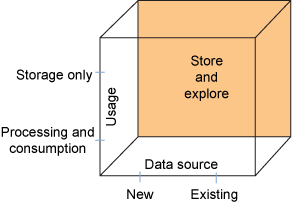 Store
and
explore
Storage only
Usage
Processing and
consumption
Data source
New
Existing